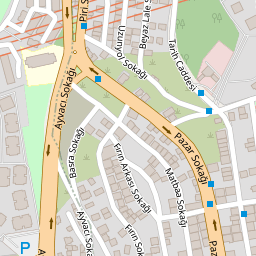 Piri
Uzunyol Sokağı
Beyaz Lale S
Tarih Caddesi
Ayvacı Sokağı
Pazar Sokağı
Basra Sokağı
Fırın Arkası Sokağı
Matbaa Sokağı
Ayvacı Soka
Fırın Sok
A
Paz
P